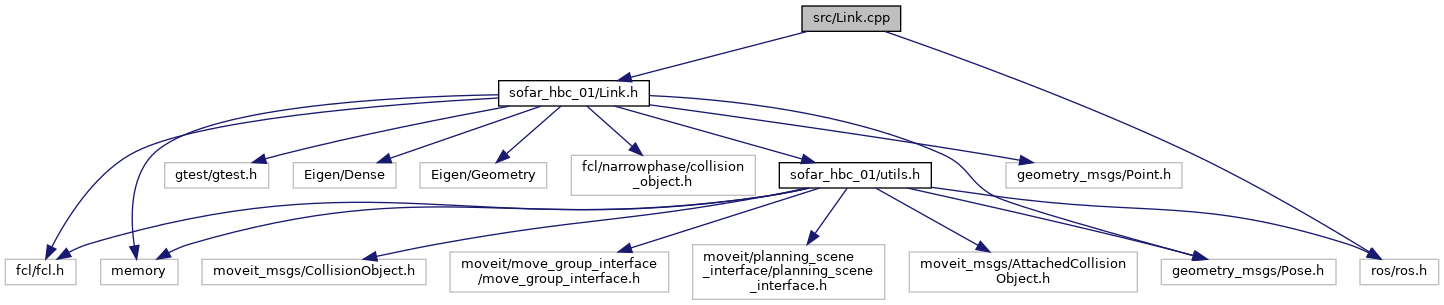 src/Link.cpp
sofar_hbc_01/Link.h
gtest/gtest.h
Eigen/Dense
Eigen/Geometry
fcl/narrowphase/collision
_object.h
sofar_hbc_01/utils.h
geometry_msgs/Point.h
fcl/fcl.h
memory
moveit_msgs/CollisionObject.h
moveit/move_group_interface
/move_group_interface.h
moveit/planning_scene
_interface/planning_scene
_interface.h
moveit_msgs/AttachedCollision
Object.h
geometry_msgs/Pose.h
ros/ros.h